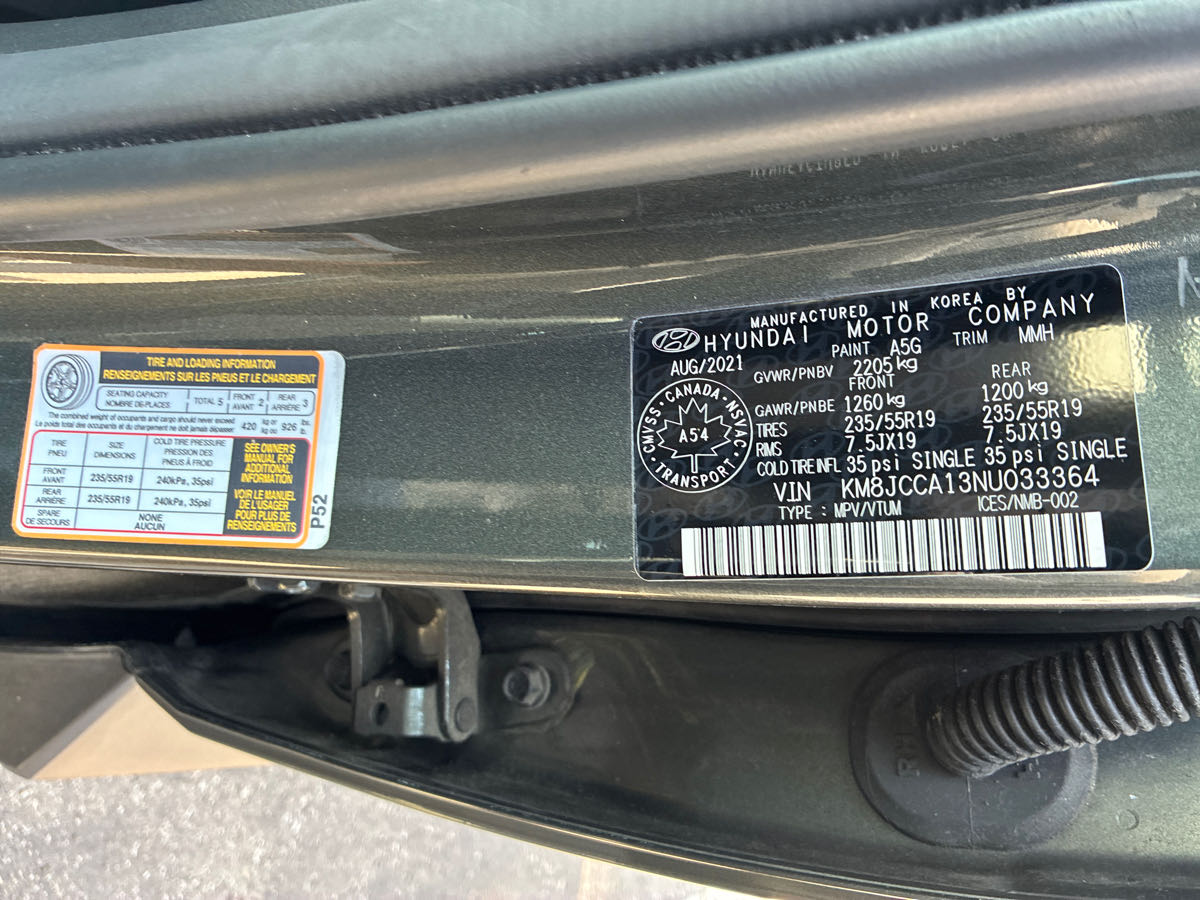 TIRE AND LOADING INFORMATION
RENSEIGNEMENTS SUR LES PNEUS ET LE CHARGEMENT
SEATING CAPACITY: TOTAL 5 FRONT 2 REAR 3
NOMBRE DE PLACES: AVANT ARRIÈRE
The combined weight of occupants and cargo should never exceed 420 kg or 926 lbs.
Le poids total des occupants et du chargement ne doit jamais dépasser kg ou lb.
TIRE SIZE COLD TIRE PRESSURE
PNEU DIMENSIONS PRESSION DES PNEUS À FROID
FRONT AVANT 235/55R19 240kPa, 35psi
REAR ARRIÈRE 235/55R19 240kPa, 35psi
SPARE DE SECOURS NONE AUCUN
SEE OWNER'S
MANUAL FOR
ADDITIONAL
INFORMATION
VOIR LE MANUEL
DE L'USAGER
POUR PLUS DE
RENSEIGNEMENTS
P52
MANUFACTURED IN KOREA BY
HYUNDAI MOTOR COMPANY
AUG/2021 PAINT A5G TRIM MMH
GVWR/PNBV 2205 kg
FRONT REAR
GAWR/PNBE 1260 kg 1200 kg
TIRES 235/55R19 235/55R19
RIMS 7.5JX19 7.5JX19
COLD TIRE INFL 35 psi SINGLE 35 psi SINGLE
VIN KM8JCCA13NU033364
TYPE : MPV/VTUM ICES/NMB-002
CMVSS · CANADA · NSVAC · TRANSPORT ·
A54
RH